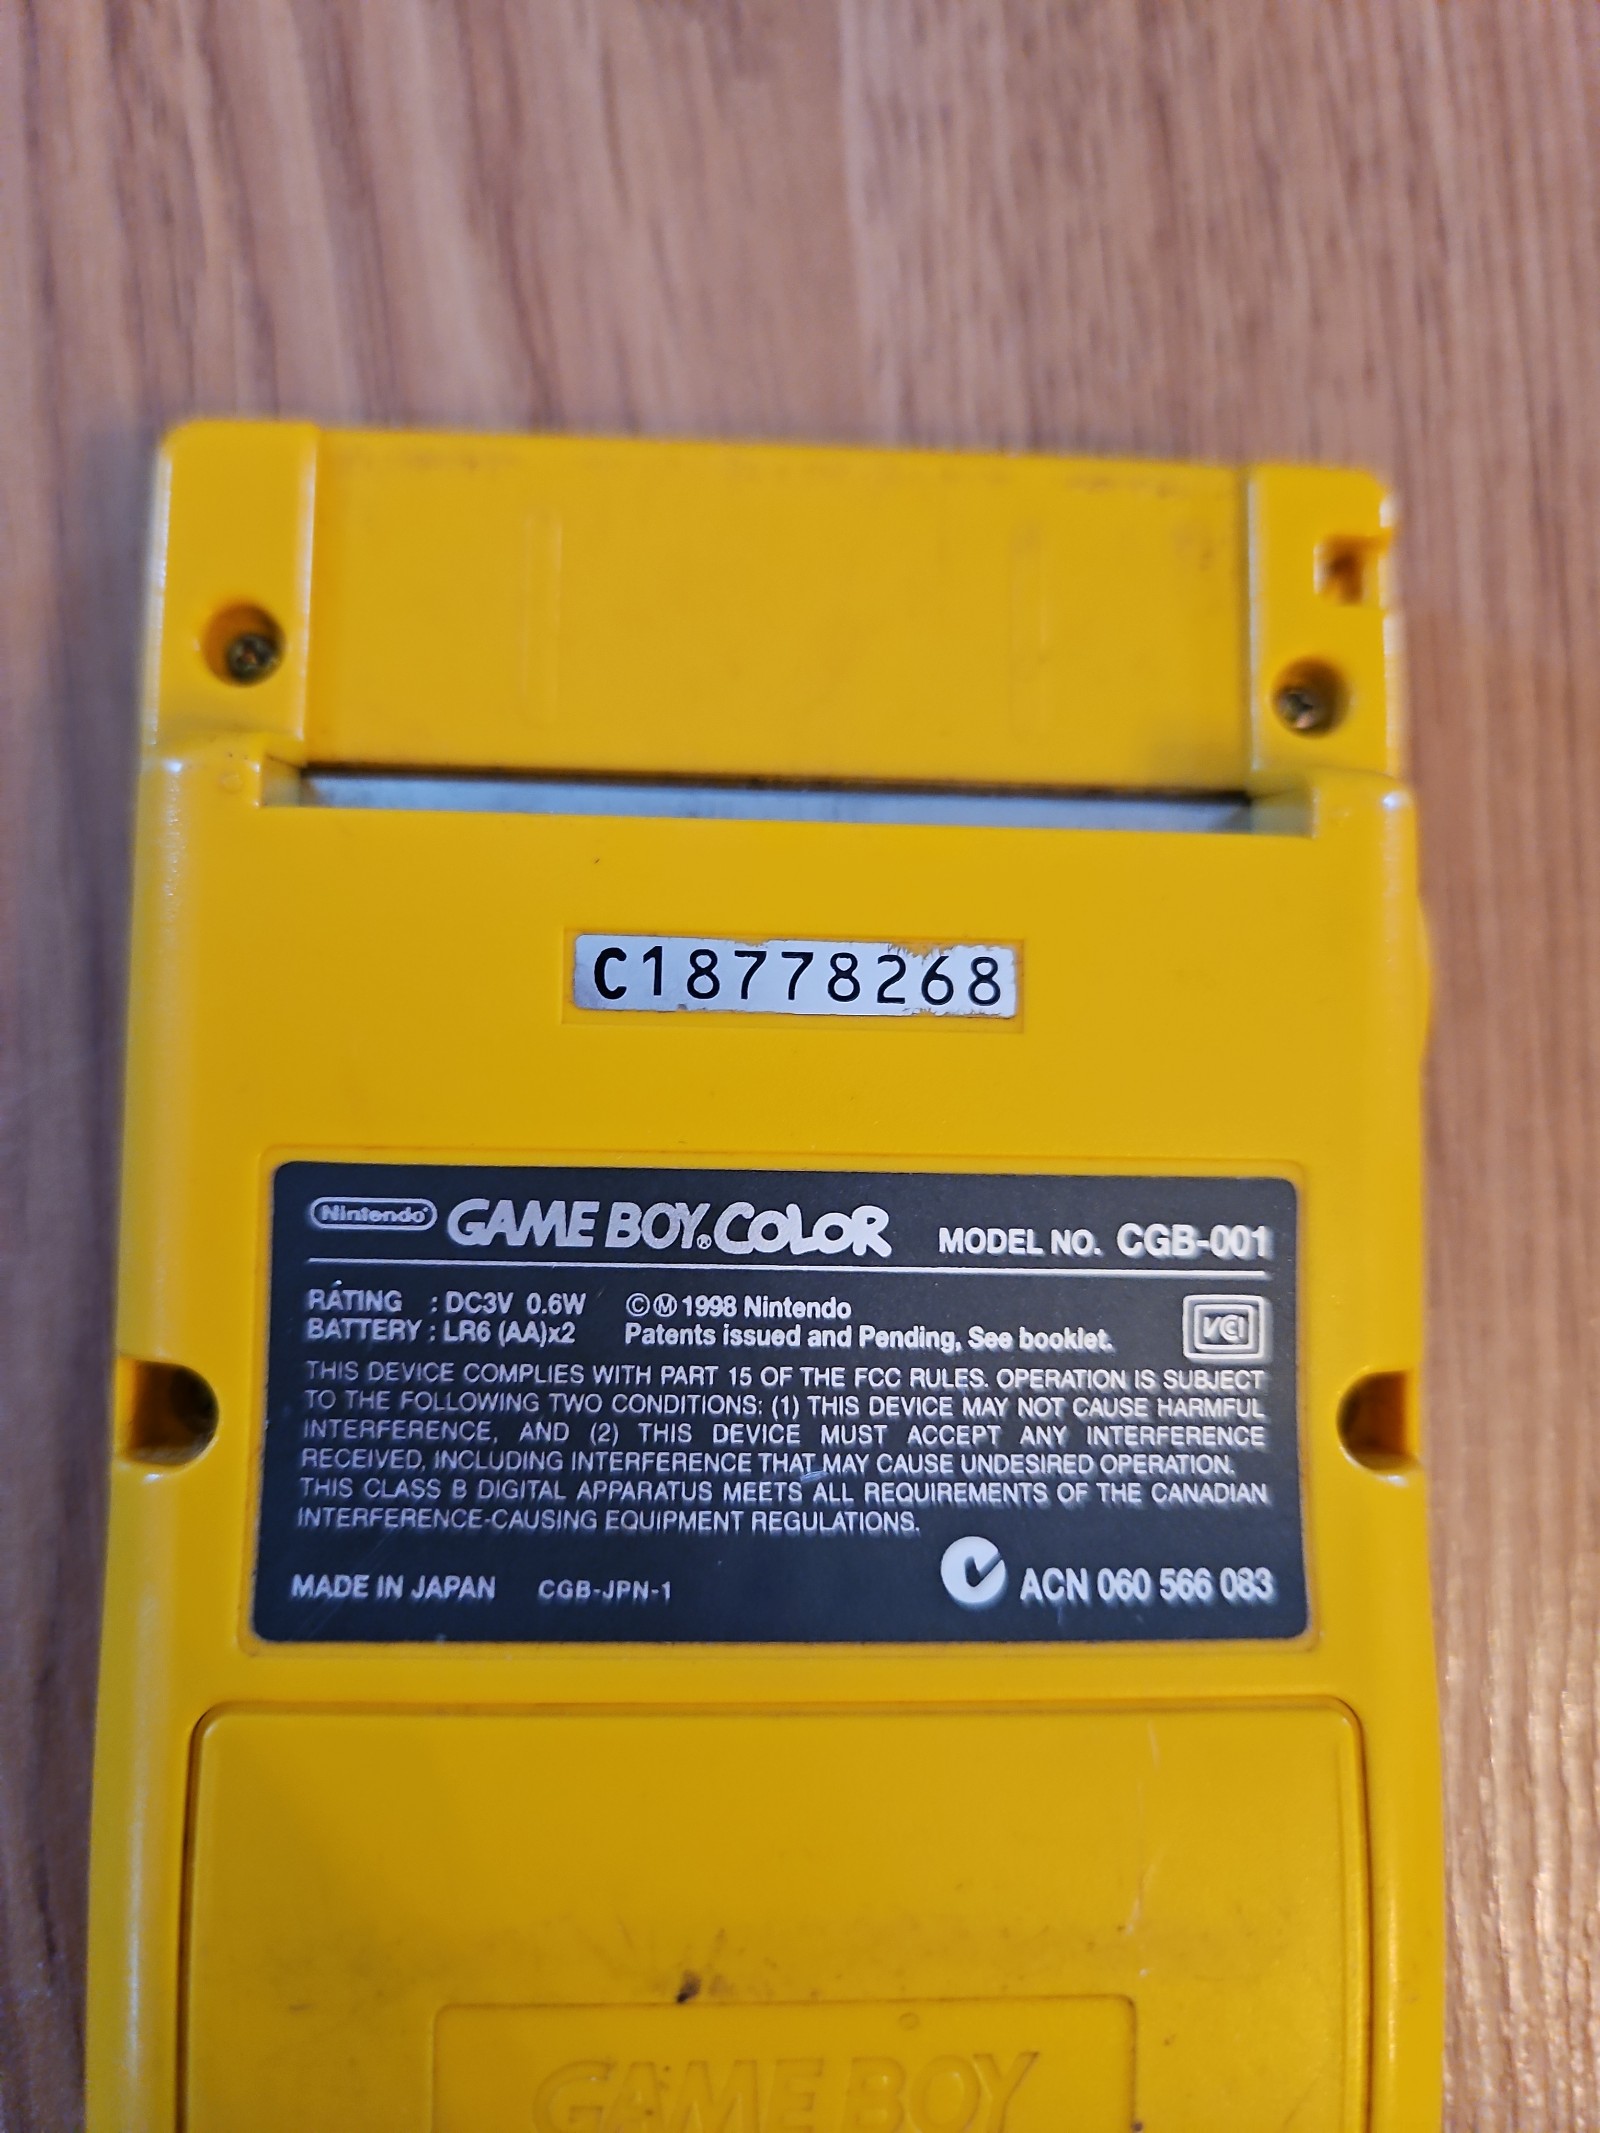 C18778268
Nintendo® GAME BOY® COLOR MODEL NO. CGB-001
RATING : DC3V 0.6W ©Ⓜ 1998 Nintendo
BATTERY : LR6 (AA)x2 Patents issued and Pending, See booklet.
VCI
THIS DEVICE COMPLIES WITH PART 15 OF THE FCC RULES. OPERATION IS SUBJECT
TO THE FOLLOWING TWO CONDITIONS: (1) THIS DEVICE MAY NOT CAUSE HARMFUL
INTERFERENCE, AND (2) THIS DEVICE MUST ACCEPT ANY INTERFERENCE
RECEIVED, INCLUDING INTERFERENCE THAT MAY CAUSE UNDESIRED OPERATION.
THIS CLASS B DIGITAL APPARATUS MEETS ALL REQUIREMENTS OF THE CANADIAN
INTERFERENCE-CAUSING EQUIPMENT REGULATIONS.
MADE IN JAPAN CGB-JPN-1 ACN 060 566 083
GAME BOY